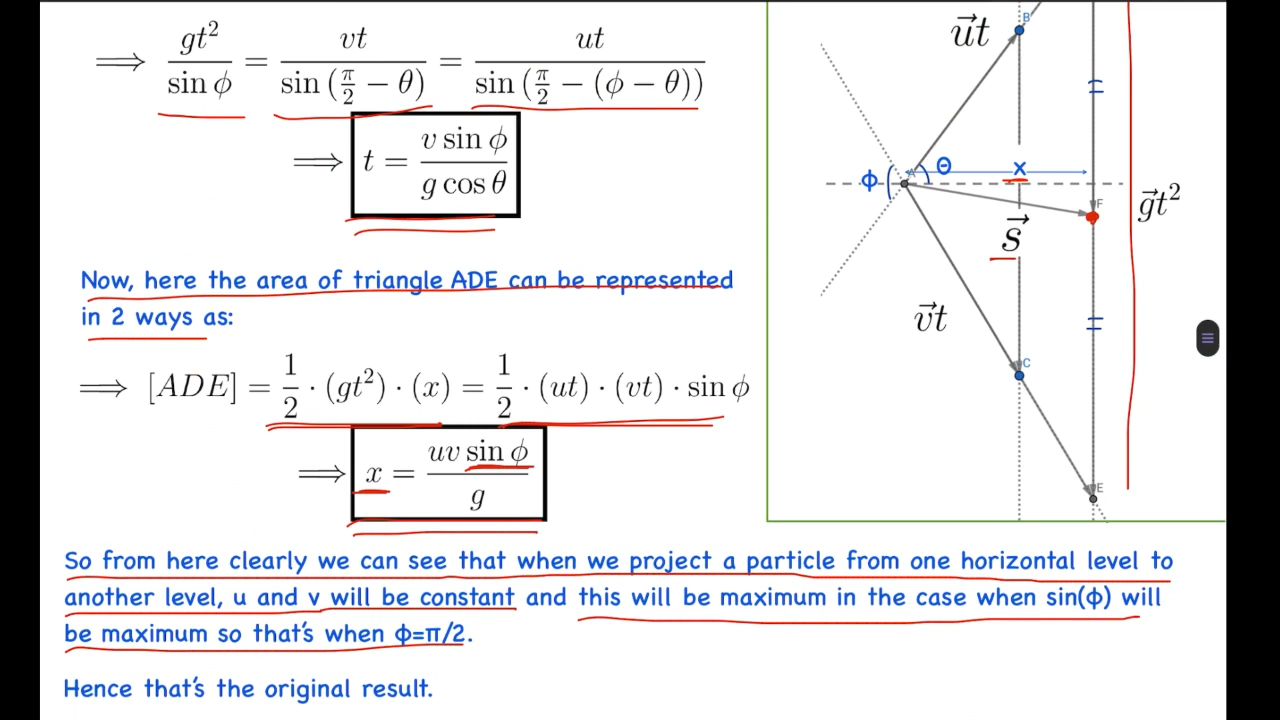 ⟹ gt²/sin ϕ = vt/sin (π/2 − θ) = ut/sin (π/2 − (ϕ − θ))
⟹ t = v sin ϕ/g cos θ
Now, here the area of triangle ADE can be represented
in 2 ways as:
⟹ [ADE] = 1/2 · (gt²) · (x) = 1/2 · (ut) · (vt) · sin ϕ
⟹ x = uv sin ϕ/g
u⃗t
B
ϕ
A
Θ
x
F
g⃗t²
s⃗
v⃗t
C
E
So from here clearly we can see that when we project a particle from one horizontal level to
another level, u and v will be constant and this will be maximum in the case when sin(ϕ) will
be maximum so that's when ϕ=π/2.
Hence that's the original result.